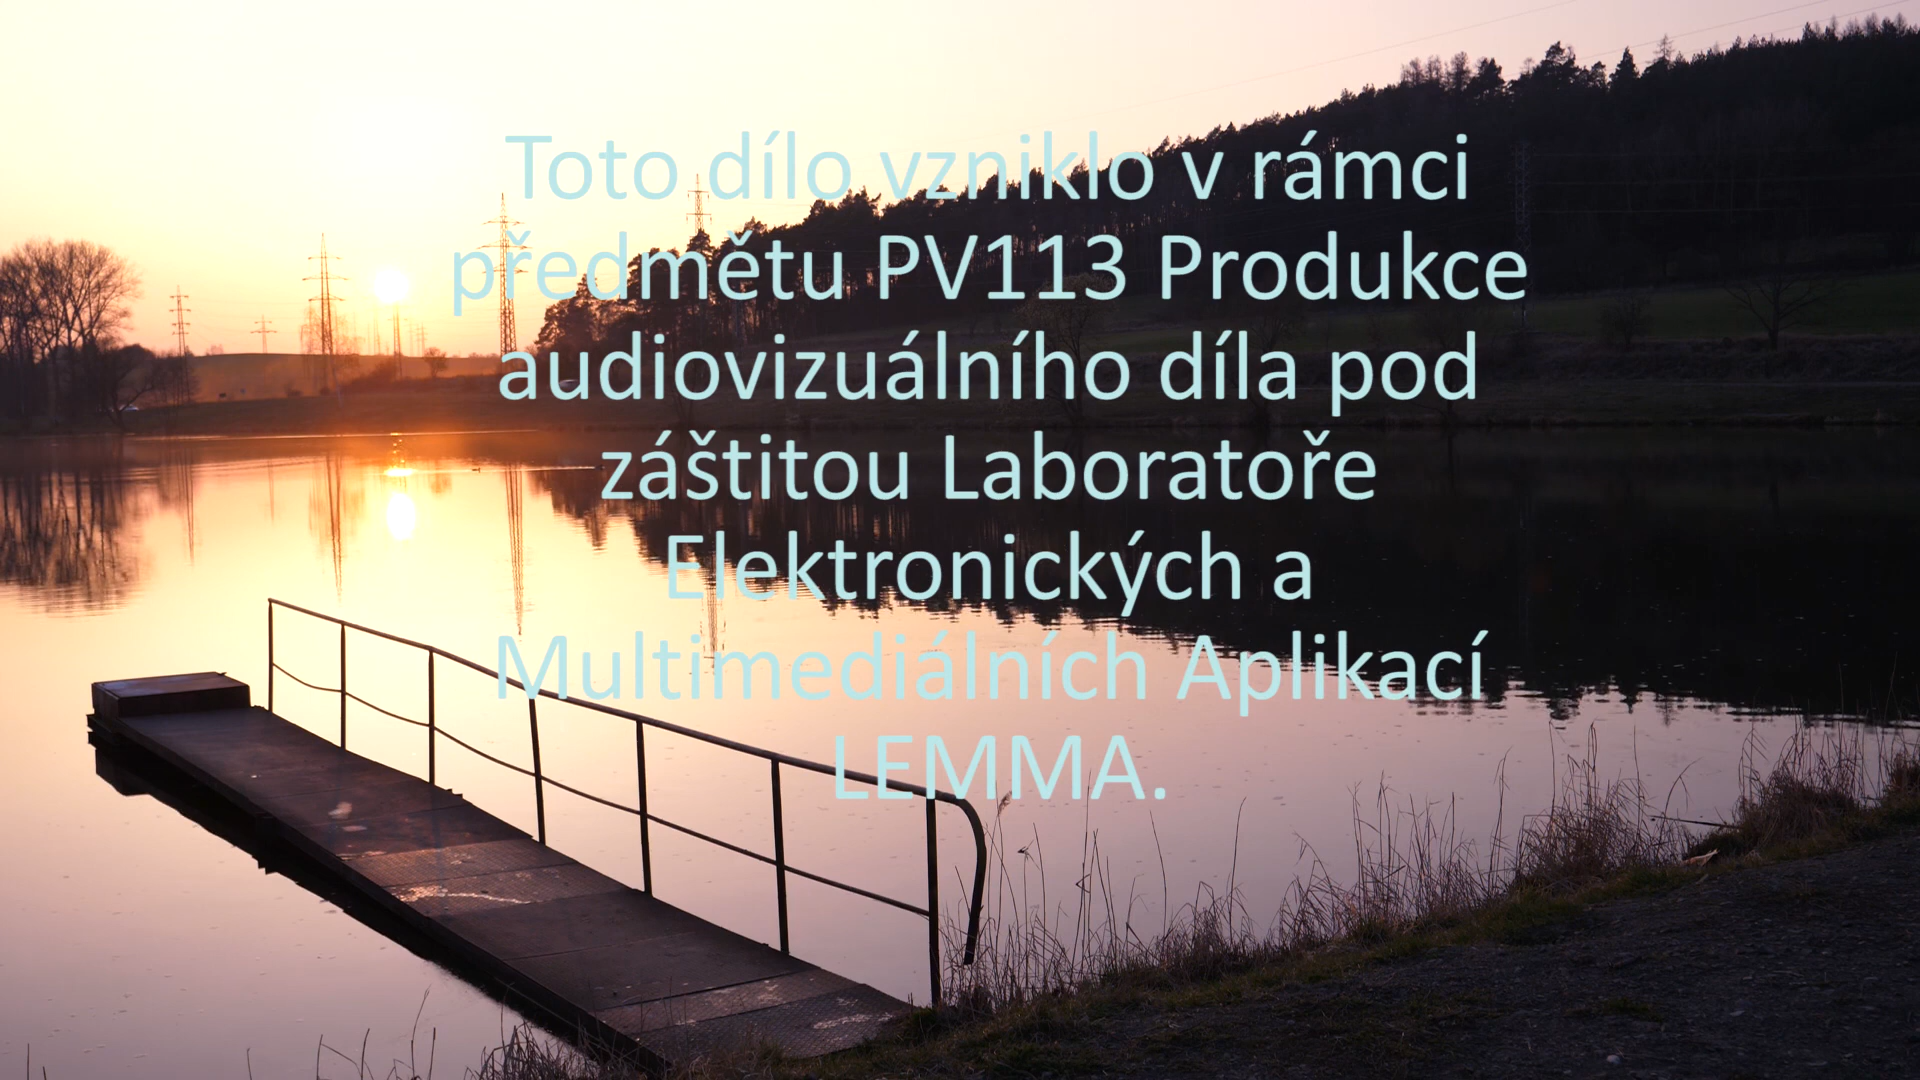 Toto dílo vzniklo v rámci
předmětu PV113 Produkce
audiovizuálního díla pod
záštitou Laboratoře
Elektronických a
Multimediálních Aplikací
LEMMA.